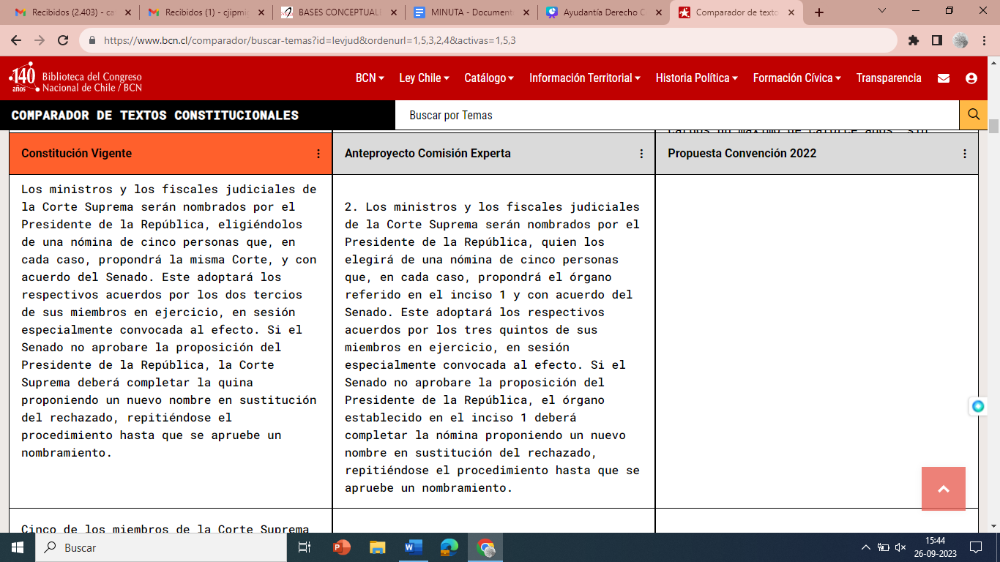 Recibidos (2.403) - ca
Recibidos (1) - cjipmig
BASES CONCEPTUAL
MINUTA - Document
Ayudantía Derecho C
Comparador de texto
https://www.bcn.cl/comparador/buscar-temas?id=levjud&ordenurl=1,5,3,2,4&activas=1,5,3
140 años
Biblioteca del Congreso
Nacional de Chile / BCN
BCN
Ley Chile
Catálogo
Información Territorial
Historia Política
Formación Cívica
Transparencia
COMPARADOR DE TEXTOS CONSTITUCIONALES
Buscar por Temas
cargos un máximo de catorce años, sin
Constitución Vigente
Anteproyecto Comisión Experta
Propuesta Convención 2022
Los ministros y los fiscales judiciales de
la Corte Suprema serán nombrados por el
Presidente de la República, eligiéndolos
de una nómina de cinco personas que, en
cada caso, propondrá la misma Corte, y con
acuerdo del Senado. Este adoptará los
respectivos acuerdos por los dos tercios
de sus miembros en ejercicio, en sesión
especialmente convocada al efecto. Si el
Senado no aprobare la proposición del
Presidente de la República, la Corte
Suprema deberá completar la quina
proponiendo un nuevo nombre en sustitución
del rechazado, repitiéndose el
procedimiento hasta que se apruebe un
nombramiento.
2. Los ministros y los fiscales judiciales
de la Corte Suprema serán nombrados por el
Presidente de la República, quien los
elegirá de una nómina de cinco personas
que, en cada caso, propondrá el órgano
referido en el inciso 1 y con acuerdo del
Senado. Este adoptará los respectivos
acuerdos por los tres quintos de sus
miembros en ejercicio, en sesión
especialmente convocada al efecto. Si el
Senado no aprobare la proposición del
Presidente de la República, el órgano
establecido en el inciso 1 deberá
completar la nómina proponiendo un nuevo
nombre en sustitución del rechazado,
repitiéndose el procedimiento hasta que se
apruebe un nombramiento.
Cinco de los miembros de la Corte Suprema
Buscar
15:44
26-09-2023